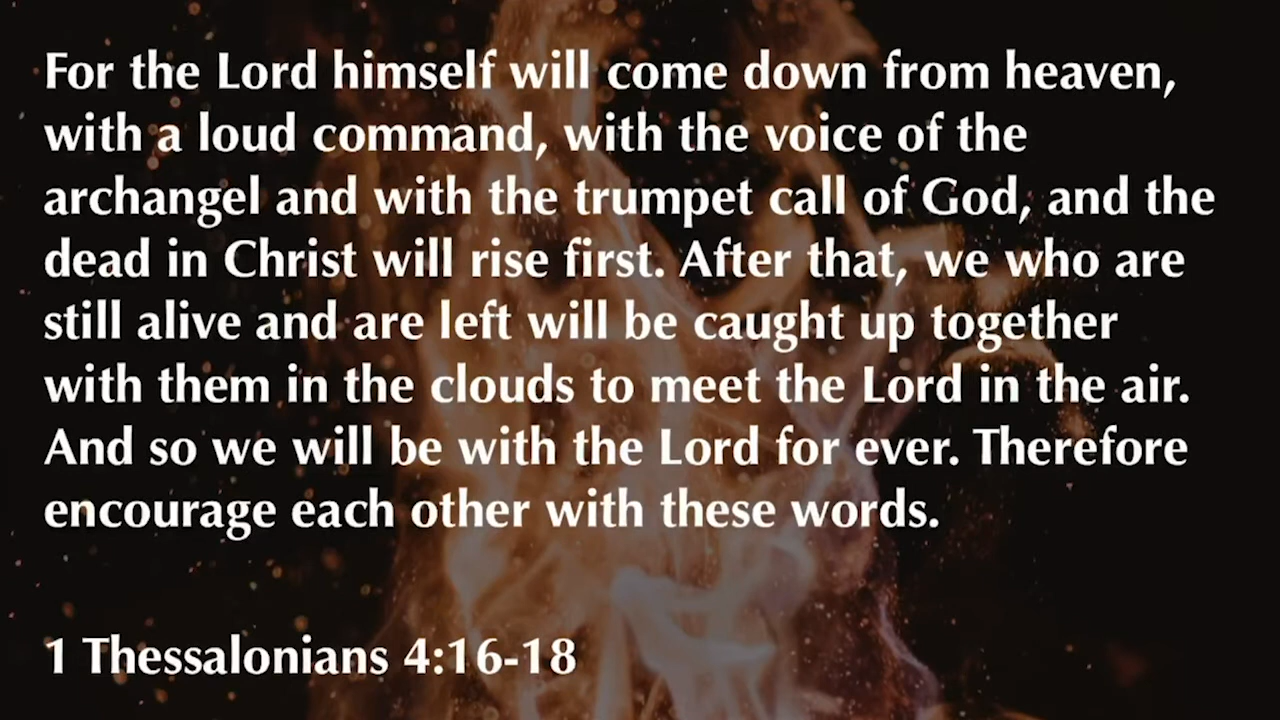 For the Lord himself will come down from heaven,
with a loud command, with the voice of the
archangel and with the trumpet call of God, and the
dead in Christ will rise first. After that, we who are
still alive and are left will be caught up together
with them in the clouds to meet the Lord in the air.
And so we will be with the Lord for ever. Therefore
encourage each other with these words.
1 Thessalonians 4:16-18